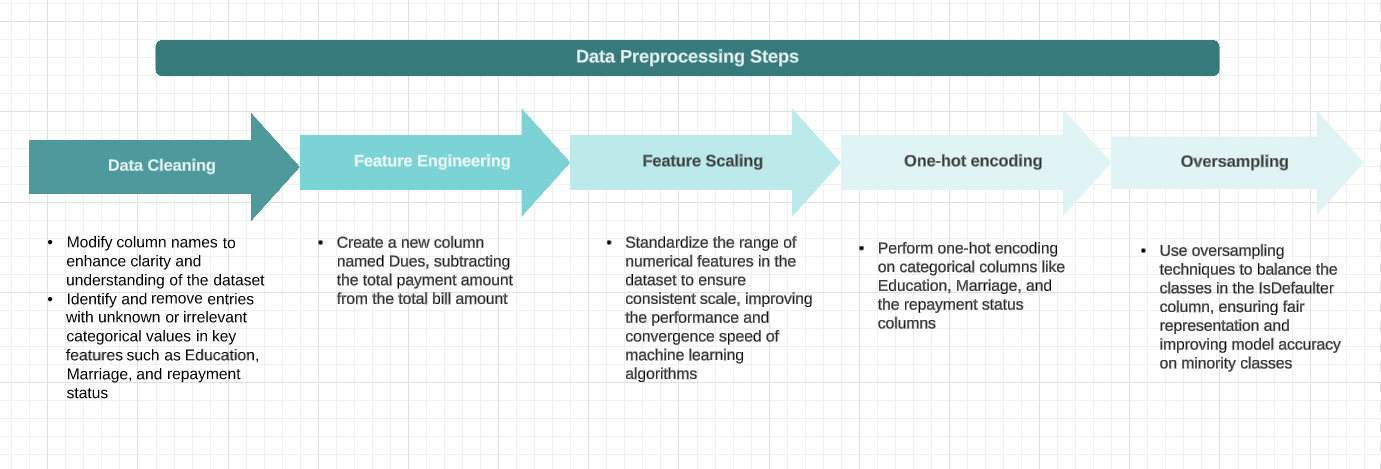 Data Preprocessing Steps
Data Cleaning
Feature Engineering
Feature Scaling
One-hot encoding
Oversampling
• Modify column names to
enhance clarity and
understanding of the dataset
• Identify and remove entries
with unknown or irrelevant
categorical values in key
features such as Education,
Marriage, and repayment
status
• Create a new column
named Dues, subtracting
the total payment amount
from the total bill amount
• Standardize the range of
numerical features in the
dataset to ensure
consistent scale, improving
the performance and
convergence speed of
machine learning
algorithms
• Perform one-hot encoding
on categorical columns like
Education, Marriage, and
the repayment status
columns
• Use oversampling
techniques to balance the
classes in the IsDefaulter
column, ensuring fair
representation and
improving model accuracy
on minority classes